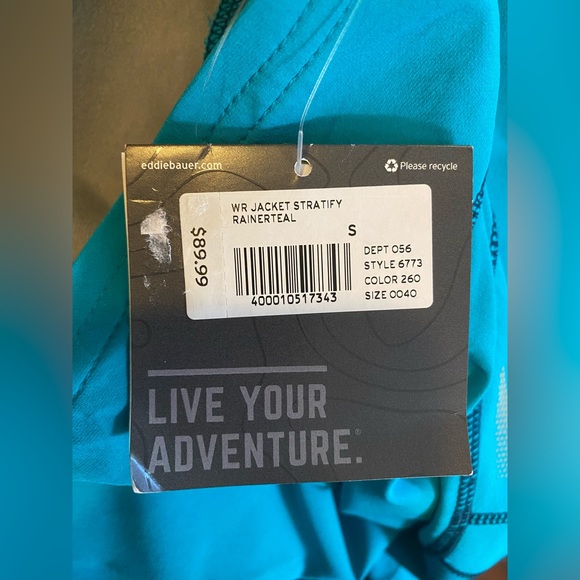 eddiebauer.com
Please recycle
WR JACKET STRATIFY
RAINERTEAL
S
$89.99
DEPT 056
STYLE 6773
COLOR 260
SIZE 0040
400010517343
LIVE YOUR
ADVENTURE.®